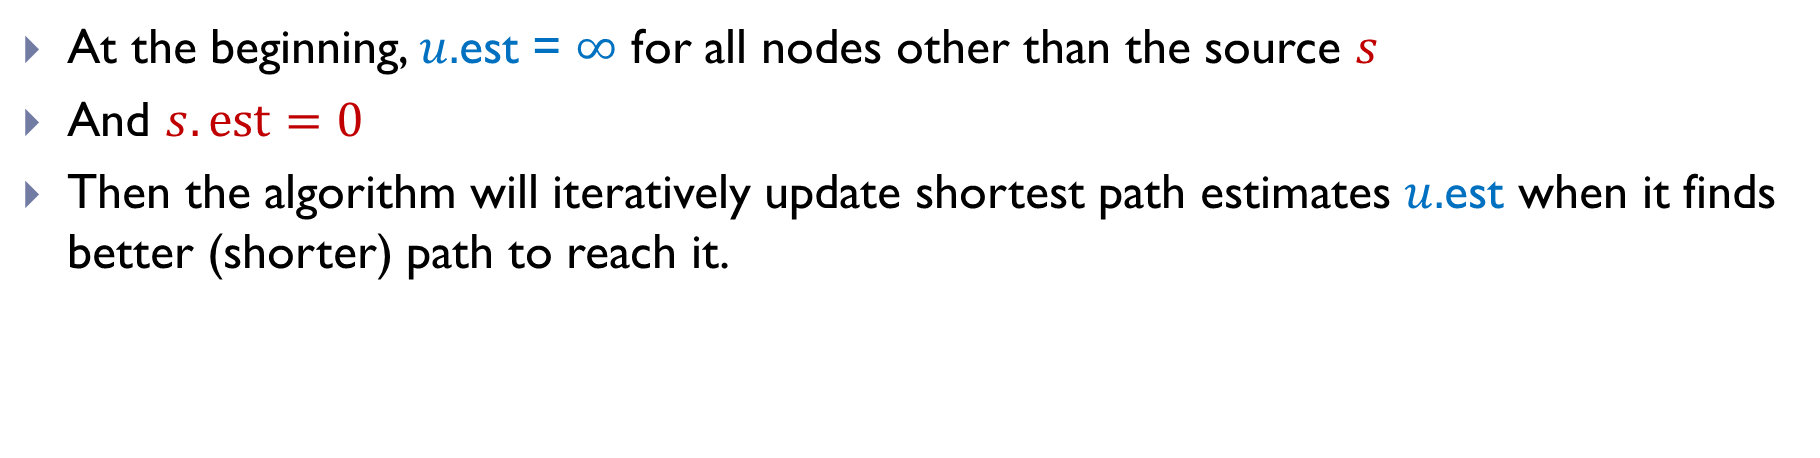 At the beginning, u.est = ∞ for all nodes other than the source s
And s. est = 0
Then the algorithm will iteratively update shortest path estimates u.est when it finds
better (shorter) path to reach it.